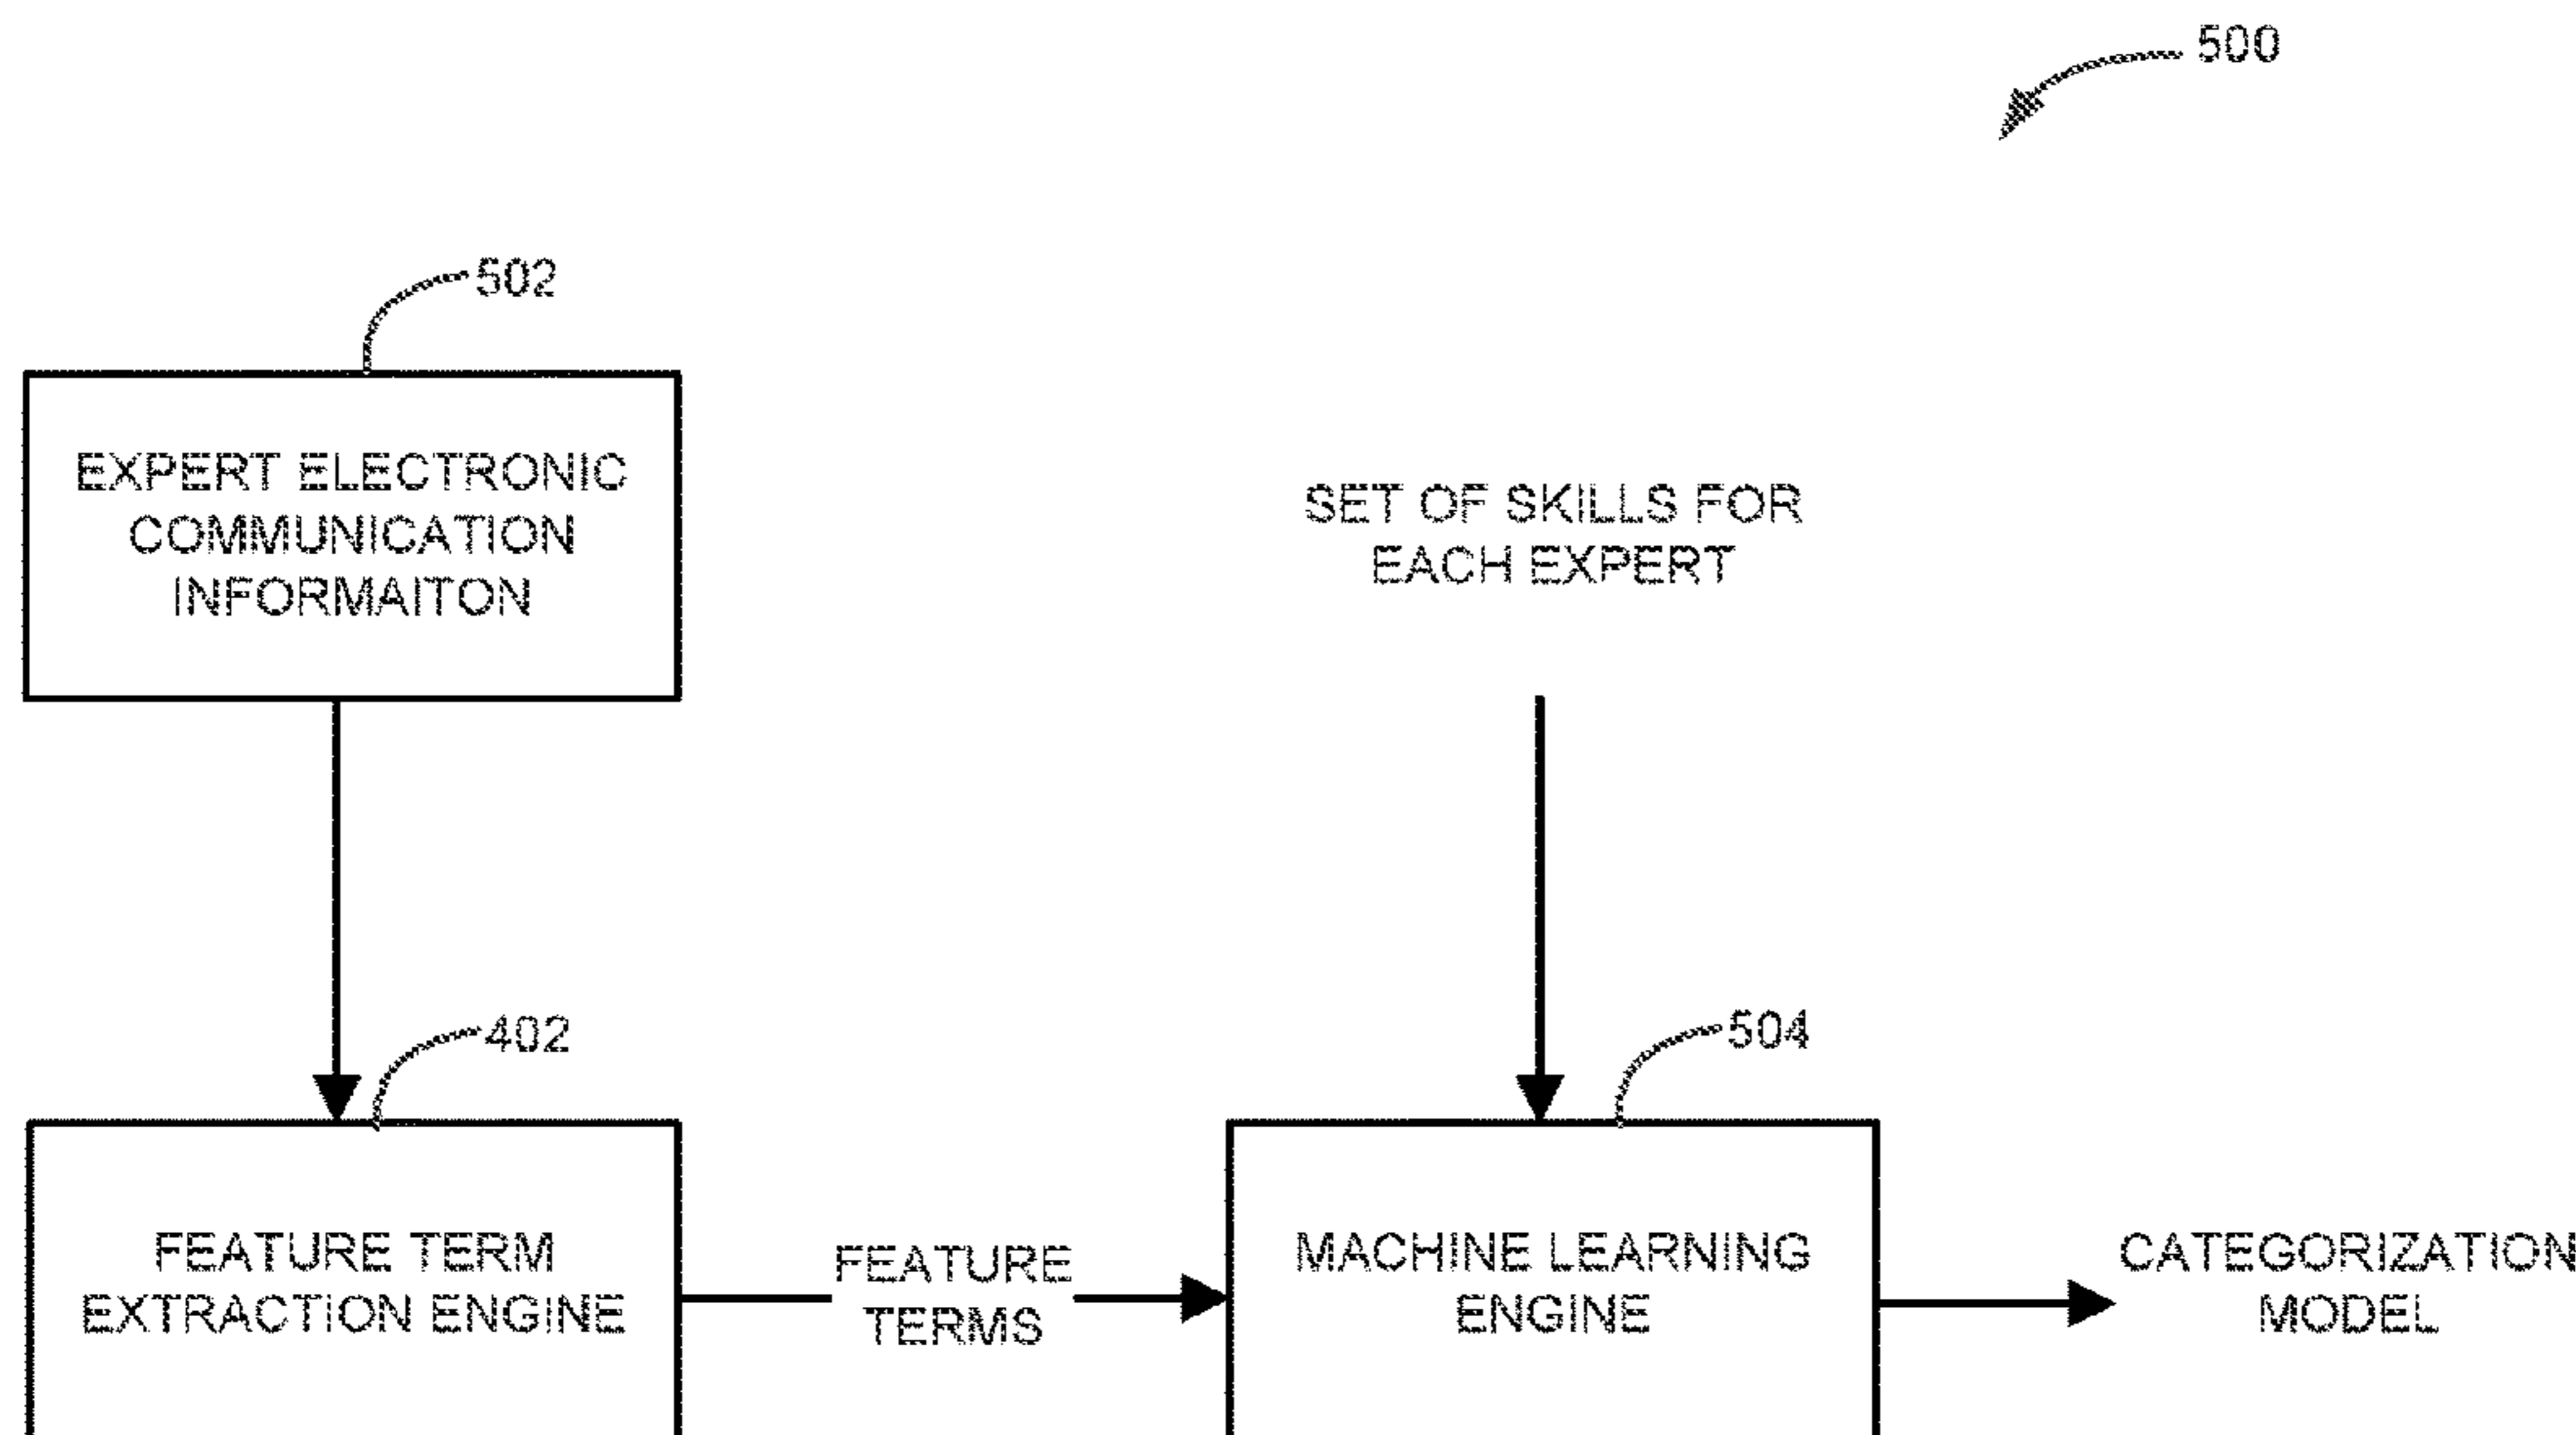 500
502
EXPERT ELECTRONIC
COMMUNICATION
INFORMAITON
SET OF SKILLS FOR
EACH EXPERT
402
504
FEATURE TERM
EXTRACTION ENGINE
FEATURE
TERMS
MACHINE LEARNING
ENGINE
CATEGORIZATION
MODEL